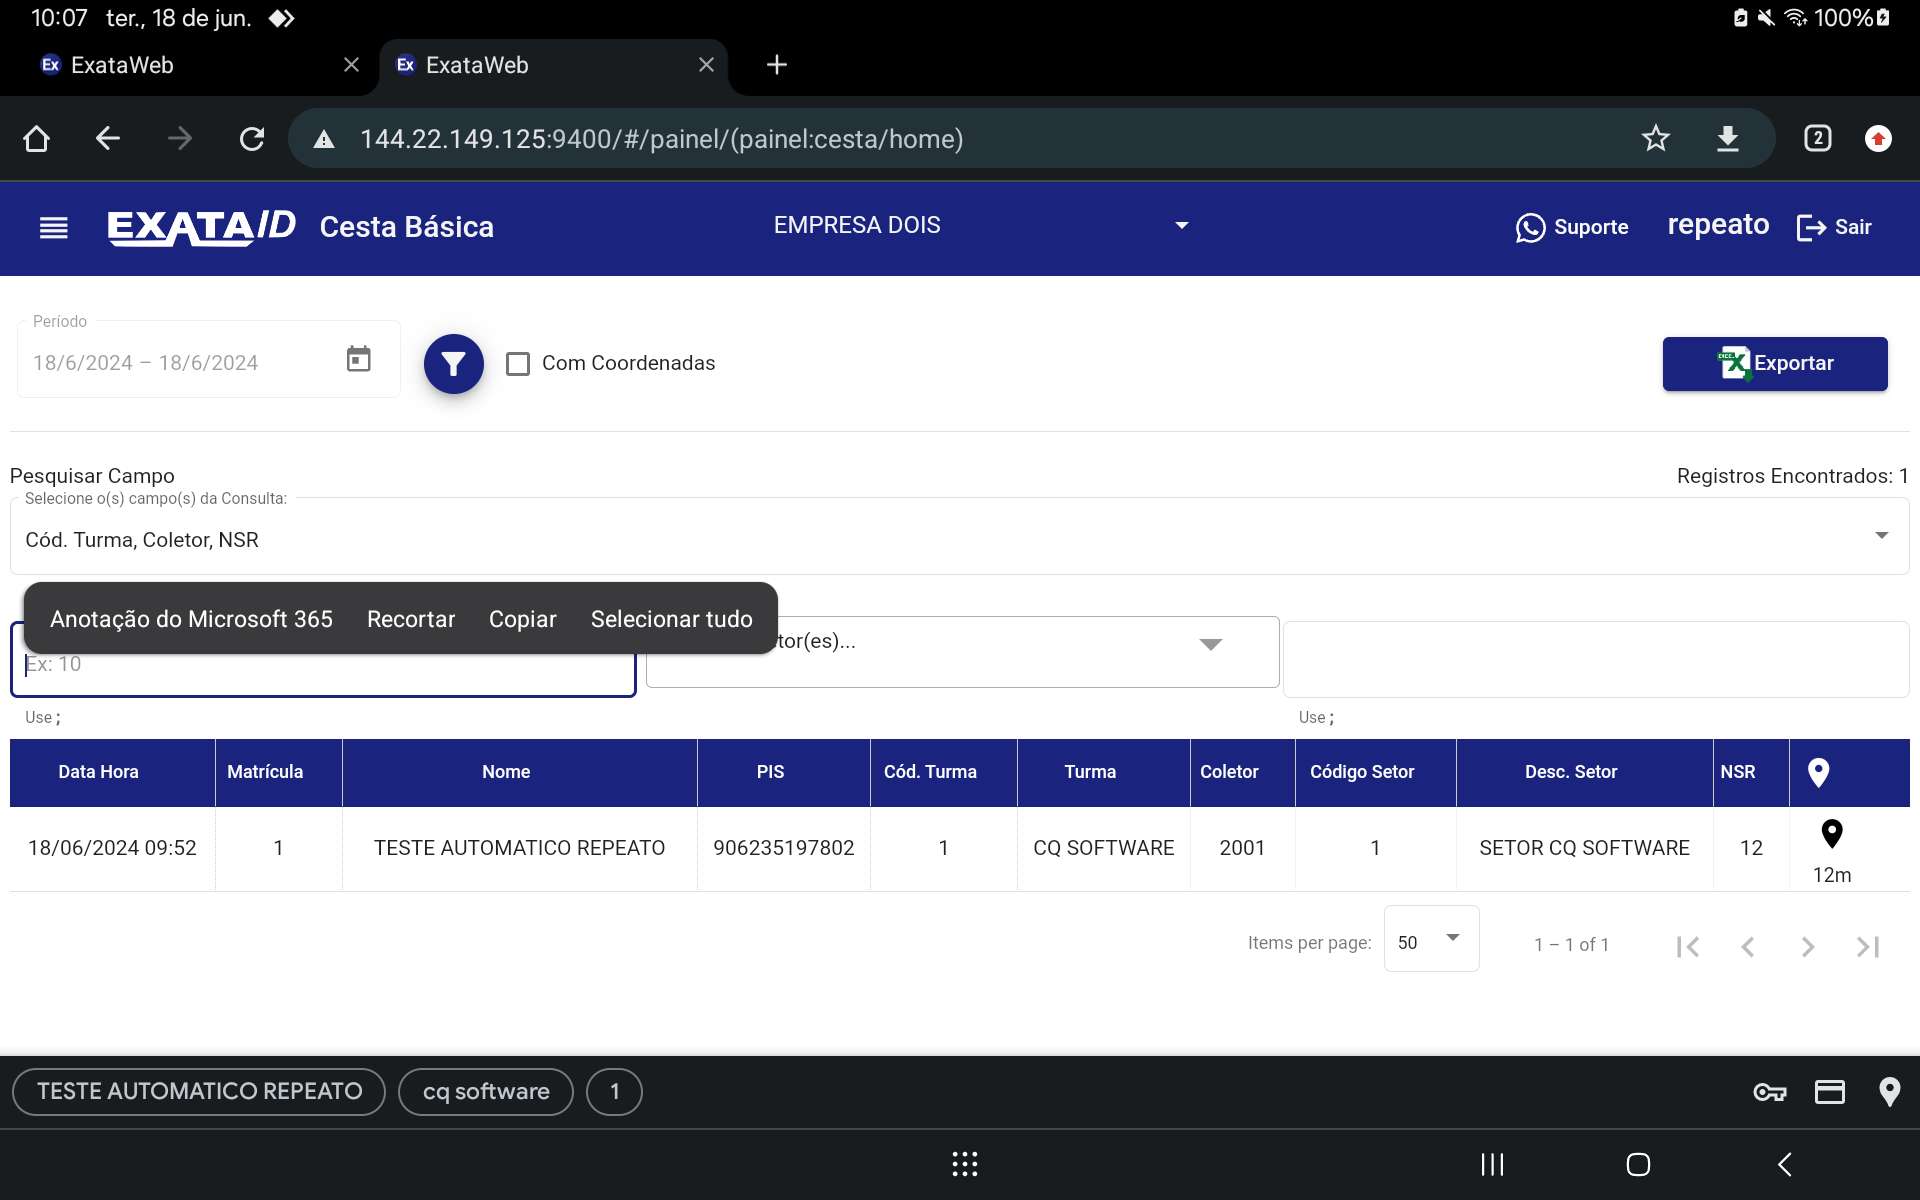 10:07 ter., 18 de jun. 100%
Ex ExataWeb
Ex ExataWeb
144.22.149.125:9400/#/painel/(painel:cesta/home) 2
EXATA ID Cesta Básica EMPRESA DOIS Suporte repeato Sair
Período
18/6/2024 – 18/6/2024 Com Coordenadas Exportar
Pesquisar Campo Registros Encontrados: 1
Selecione o(s) campo(s) da Consulta:
Cód. Turma, Coletor, NSR
Anotação do Microsoft 365 Recortar Copiar Selecionar tudo
tor(es)...
Ex: 10
Use ; Use ;
Data Hora Matrícula Nome PIS Cód. Turma Turma Coletor Código Setor Desc. Setor NSR
18/06/2024 09:52 1 TESTE AUTOMATICO REPEATO 906235197802 1 CQ SOFTWARE 2001 1 SETOR CQ SOFTWARE 12
12m
Items per page: 50 1 – 1 of 1
TESTE AUTOMATICO REPEATO cq software 1